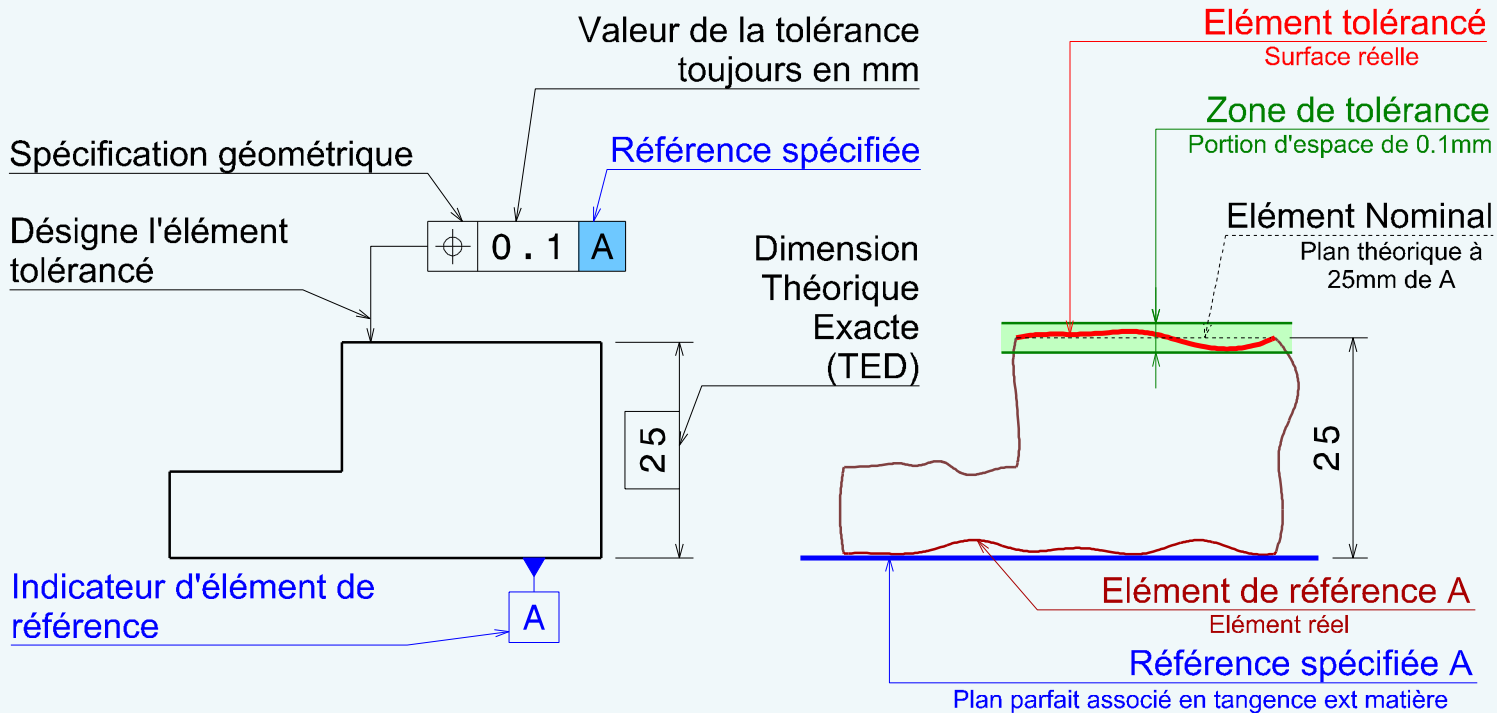 Valeur de la tolérance
toujours en mm
Spécification géométrique
Référence spécifiée
Désigne l'élément
tolérancé
0.1 A
Dimension
Théorique
Exacte
(TED)
25
Indicateur d'élément de
référence
A
Elément tolérancé
Surface réelle
Zone de tolérance
Portion d'espace de 0.1mm
Elément Nominal
Plan théorique à
25mm de A
25
Elément de référence A
Elément réel
Référence spécifiée A
Plan parfait associé en tangence ext matière